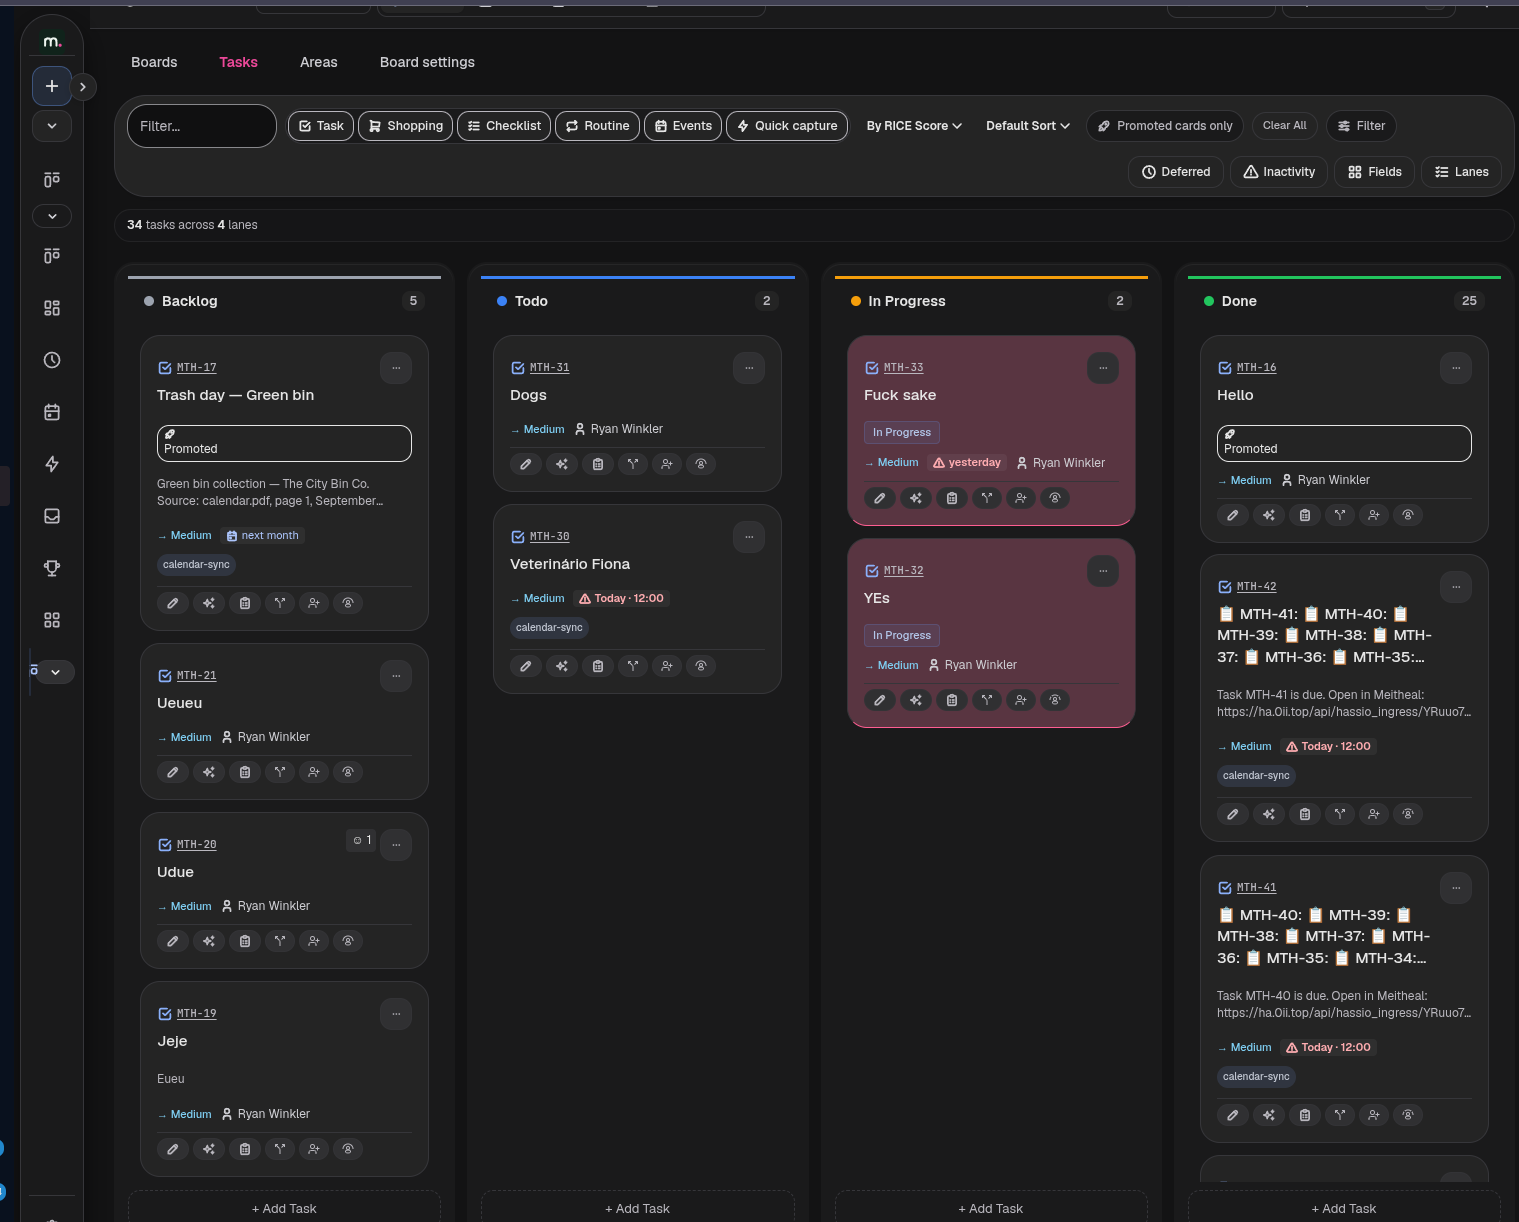 m.
Boards
Tasks
Areas
Board settings
Filter...
Task
Shopping
Checklist
Routine
Events
Quick capture
By RICE Score
Default Sort
Promoted cards only
Clear All
Filter
Deferred
Inactivity
Fields
Lanes
34 tasks across 4 lanes
Backlog
5
MTH-17
Trash day — Green bin
Promoted
Green bin collection — The City Bin Co.
Source: calendar.pdf, page 1, September...
→ Medium
next month
calendar-sync
MTH-21
Ueueu
→ Medium
Ryan Winkler
MTH-20
☺ 1
Udue
→ Medium
Ryan Winkler
MTH-19
Jeje
Eueu
→ Medium
Ryan Winkler
+ Add Task
Todo
2
MTH-31
Dogs
→ Medium
Ryan Winkler
MTH-30
Veterinário Fiona
→ Medium
Today · 12:00
calendar-sync
+ Add Task
In Progress
2
MTH-33
Fuck sake
In Progress
→ Medium
yesterday
Ryan Winkler
MTH-32
YEs
In Progress
→ Medium
Ryan Winkler
+ Add Task
Done
25
MTH-16
Hello
Promoted
→ Medium
Ryan Winkler
MTH-42
📋 MTH-41: 📋 MTH-40: 📋
MTH-39: 📋 MTH-38: 📋 MTH-
37: 📋 MTH-36: 📋 MTH-35:...
Task MTH-41 is due. Open in Meitheal:
https://ha.0ii.top/api/hassio_ingress/YRuuo7...
→ Medium
Today · 12:00
calendar-sync
MTH-41
📋 MTH-40: 📋 MTH-39: 📋
MTH-38: 📋 MTH-37: 📋 MTH-
36: 📋 MTH-35: 📋 MTH-34:...
Task MTH-40 is due. Open in Meitheal:
https://ha.0ii.top/api/hassio_ingress/YRuuo7...
→ Medium
Today · 12:00
calendar-sync
+ Add Task